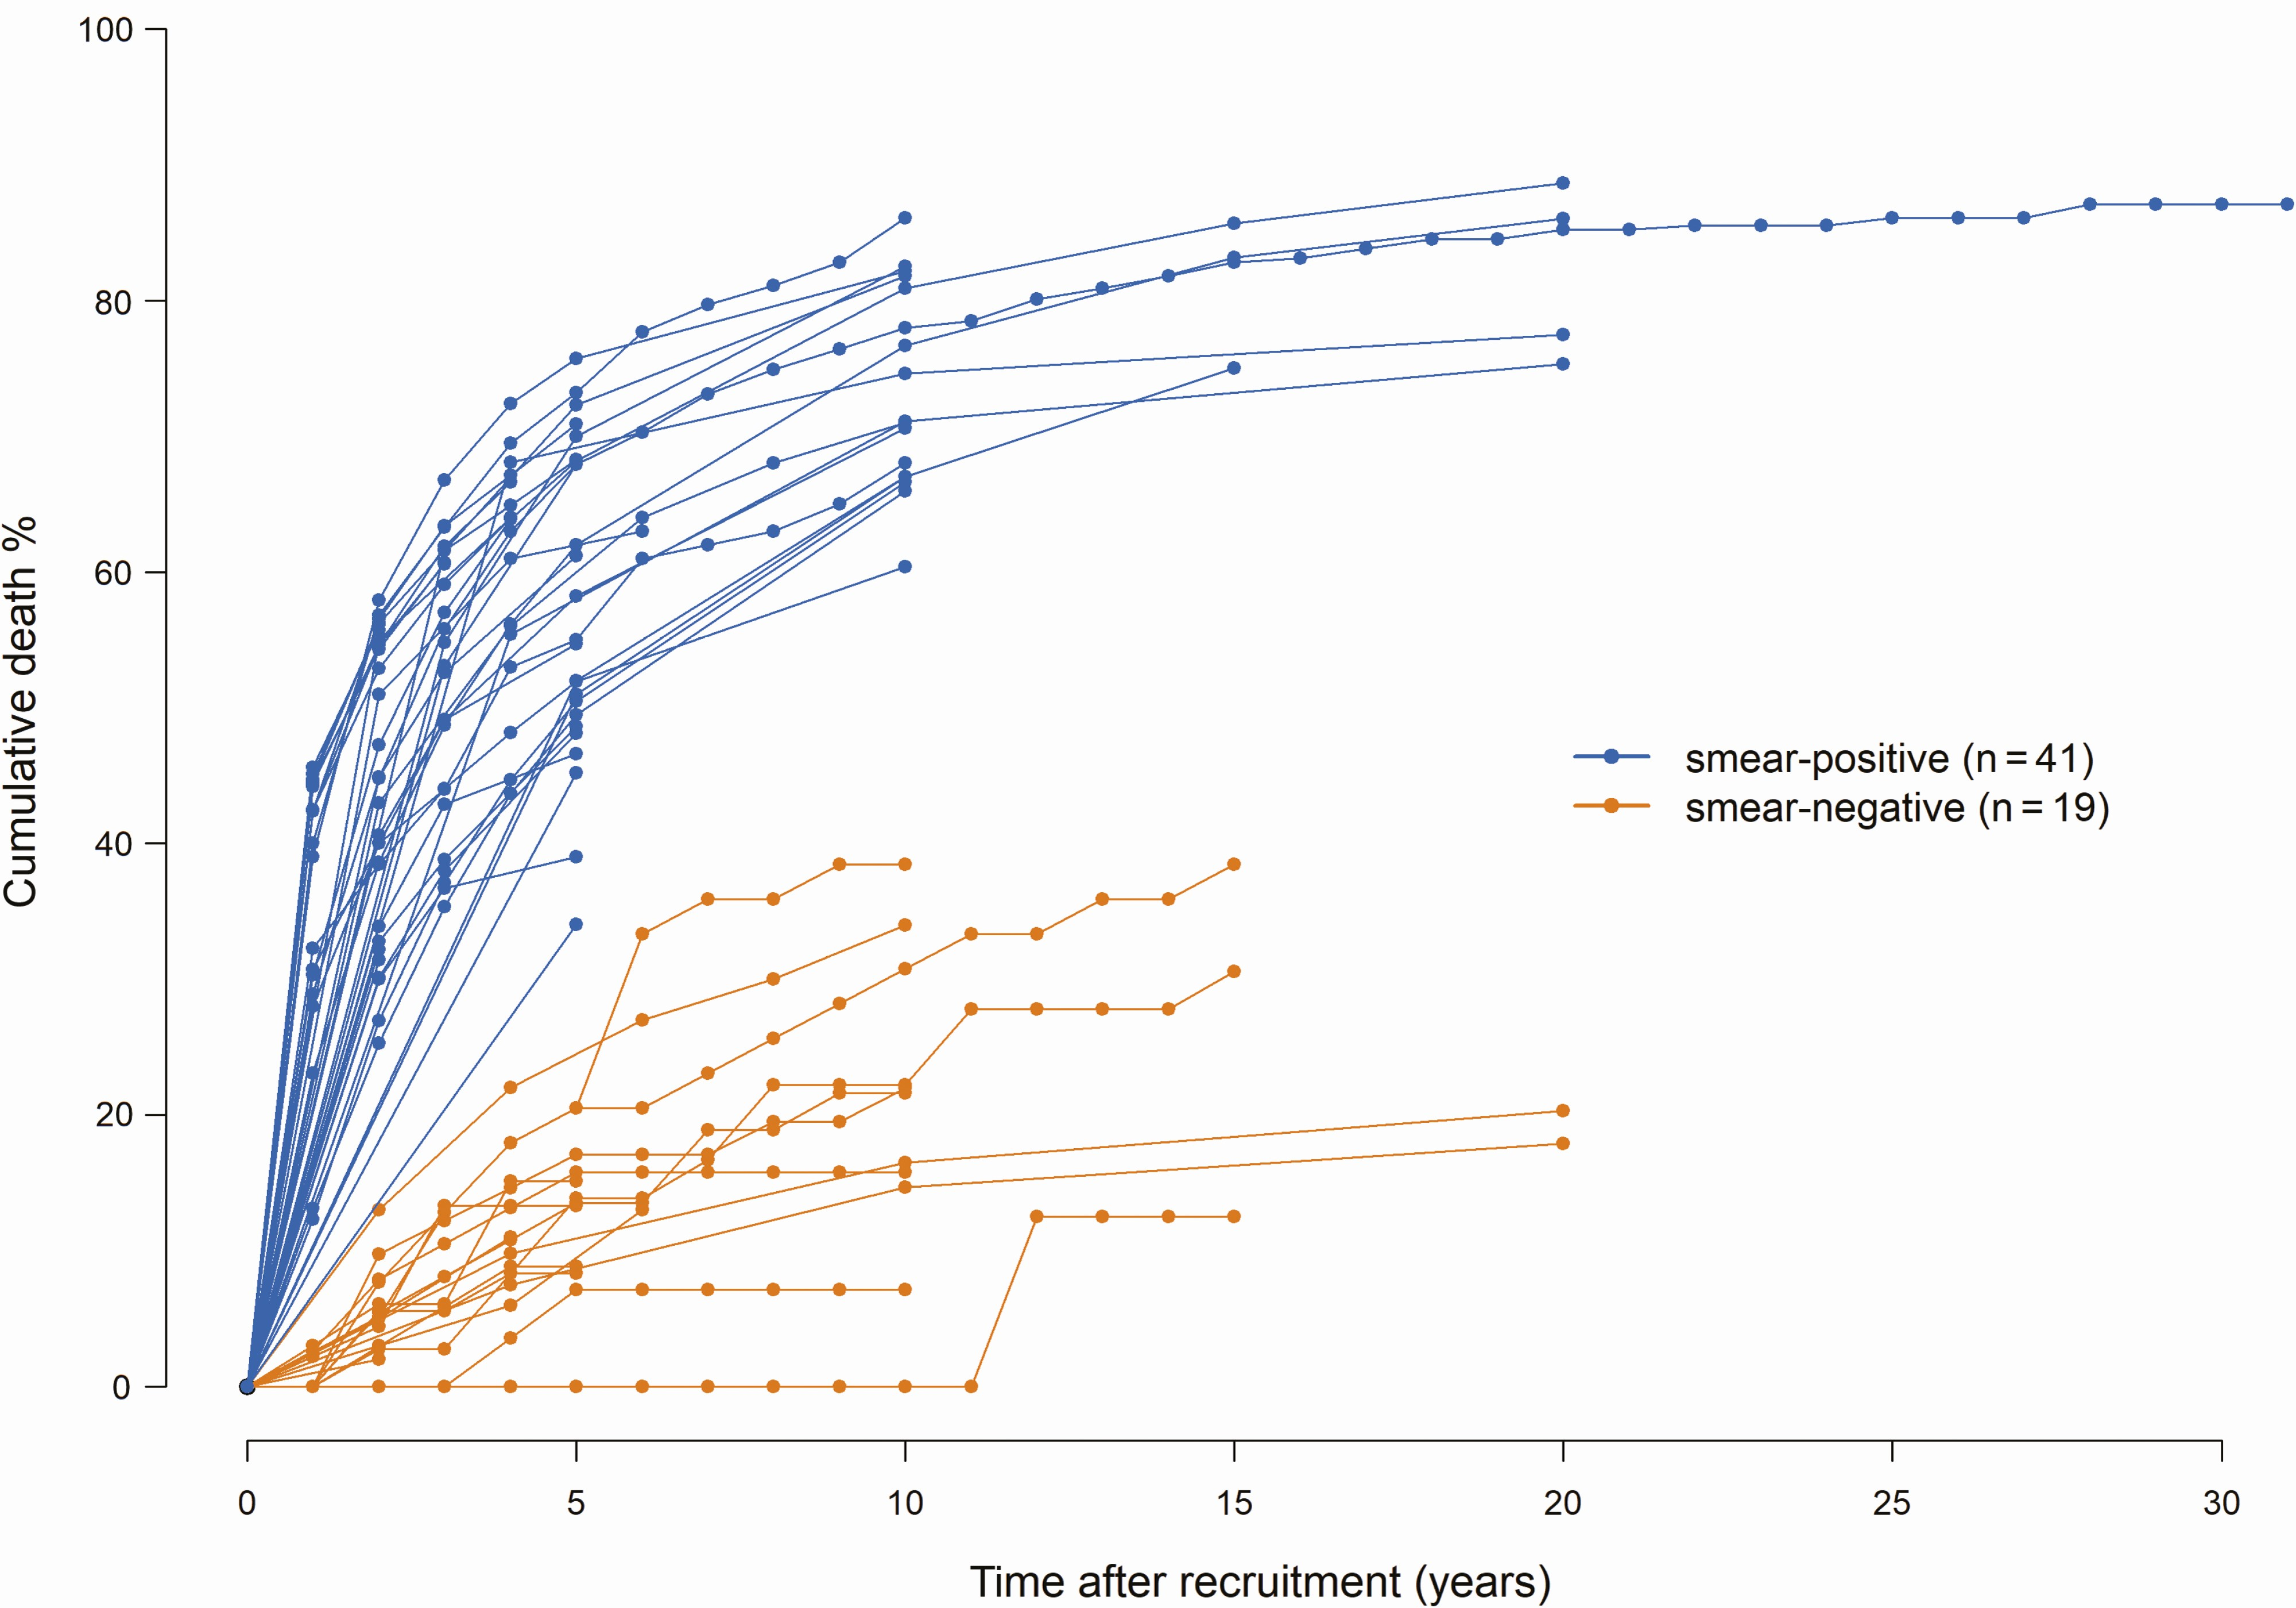 100
80
60
40
20
0
Cumulative death %
smear-positive (n = 41)
smear-negative (n = 19)
0 5 10 15 20 25 30
Time after recruitment (years)